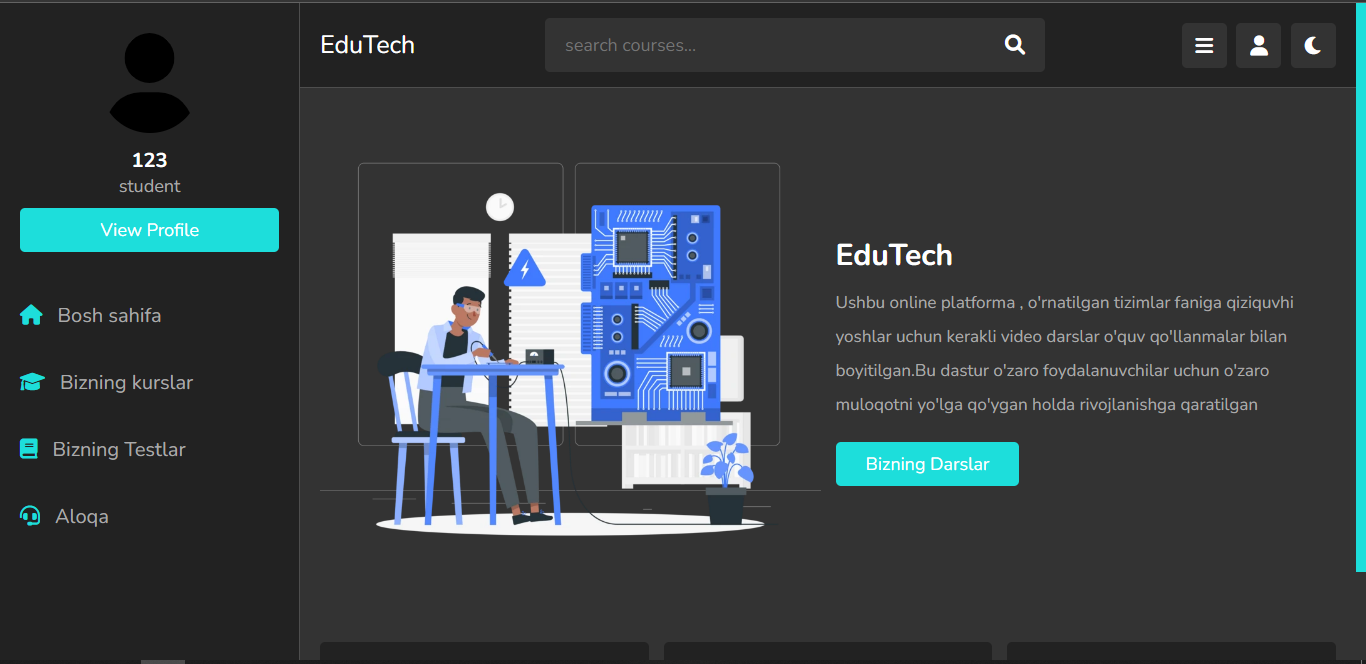 EduTech
search courses...
123
student
View Profile
Bosh sahifa
Bizning kurslar
Bizning Testlar
Aloqa
EduTech
Ushbu online platforma , o'rnatilgan tizimlar faniga qiziquvhi
yoshlar uchun kerakli video darslar o'quv qo'llanmalar bilan
boyitilgan.Bu dastur o'zaro foydalanuvchilar uchun o'zaro
muloqotni yo'lga qo'ygan holda rivojlanishga qaratilgan
Bizning Darslar